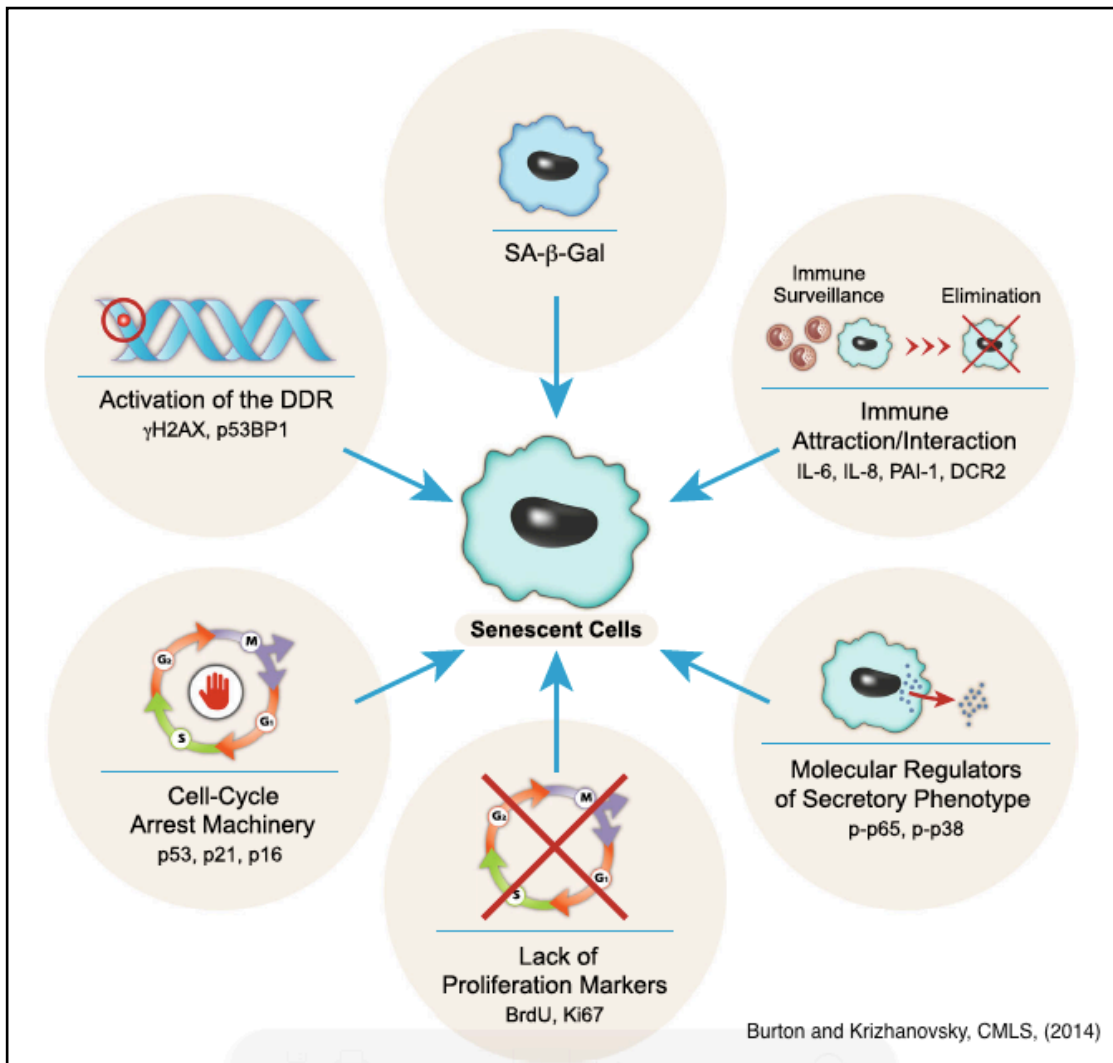 SA-β-Gal
Activation of the DDR
γH2AX, p53BP1
Immune
Surveillance
Elimination
Immune
Attraction/Interaction
IL-6, IL-8, PAI-1, DCR2
Senescent Cells
M
G₂
G₁
S
Cell-Cycle
Arrest Machinery
p53, p21, p16
M
G₂
G₁
S
Lack of
Proliferation Markers
BrdU, Ki67
Molecular Regulators
of Secretory Phenotype
p-p65, p-p38
Burton and Krizhanovsky, CMLS, (2014)